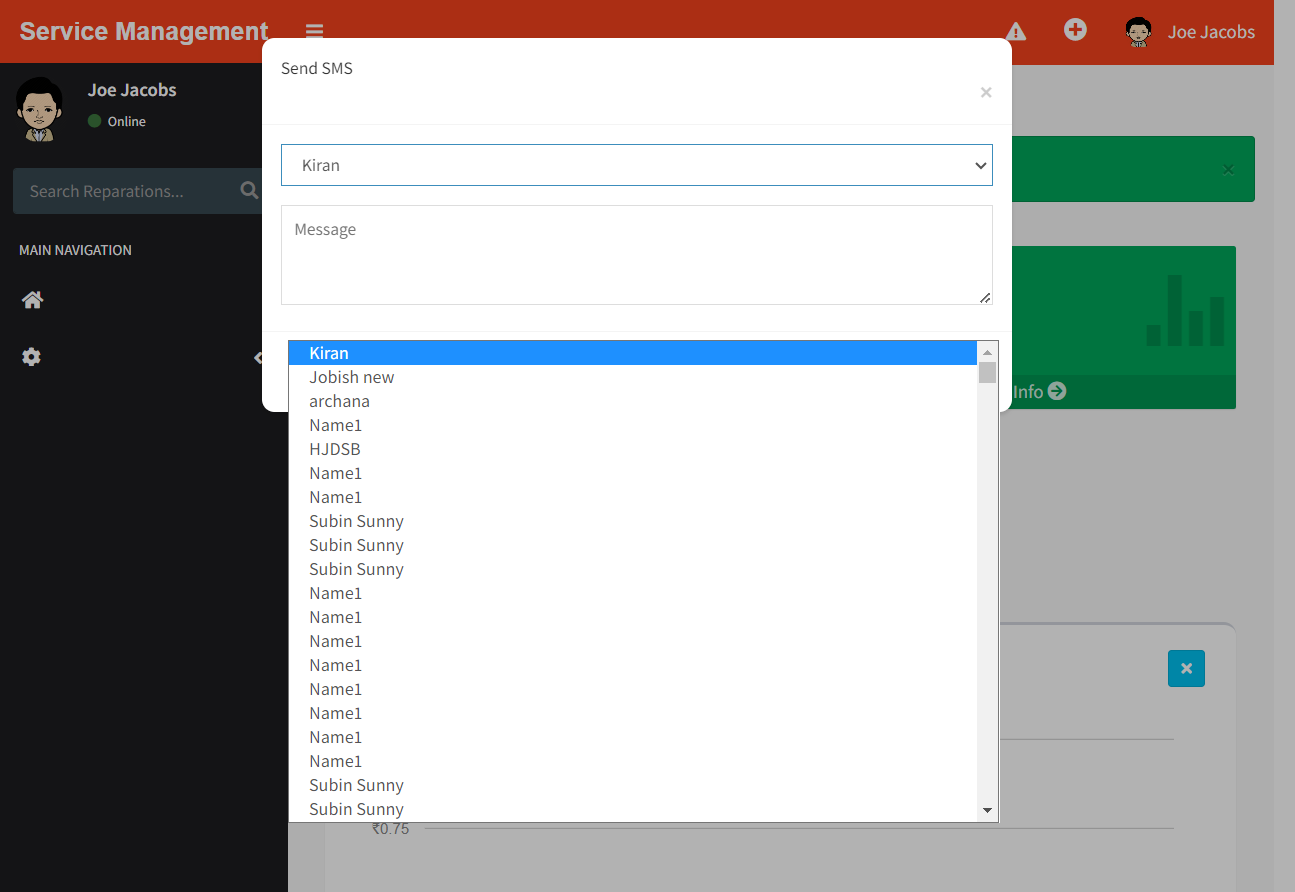 Service Management
Joe Jacobs
Joe Jacobs
Online
Search Reparations...
MAIN NAVIGATION
Send SMS
×
Kiran
Message
Kiran
Jobish new
archana
Name1
HJDSB
Name1
Name1
Subin Sunny
Subin Sunny
Subin Sunny
Name1
Name1
Name1
Name1
Name1
Name1
Name1
Name1
Subin Sunny
Subin Sunny
×
Info
₹0.75